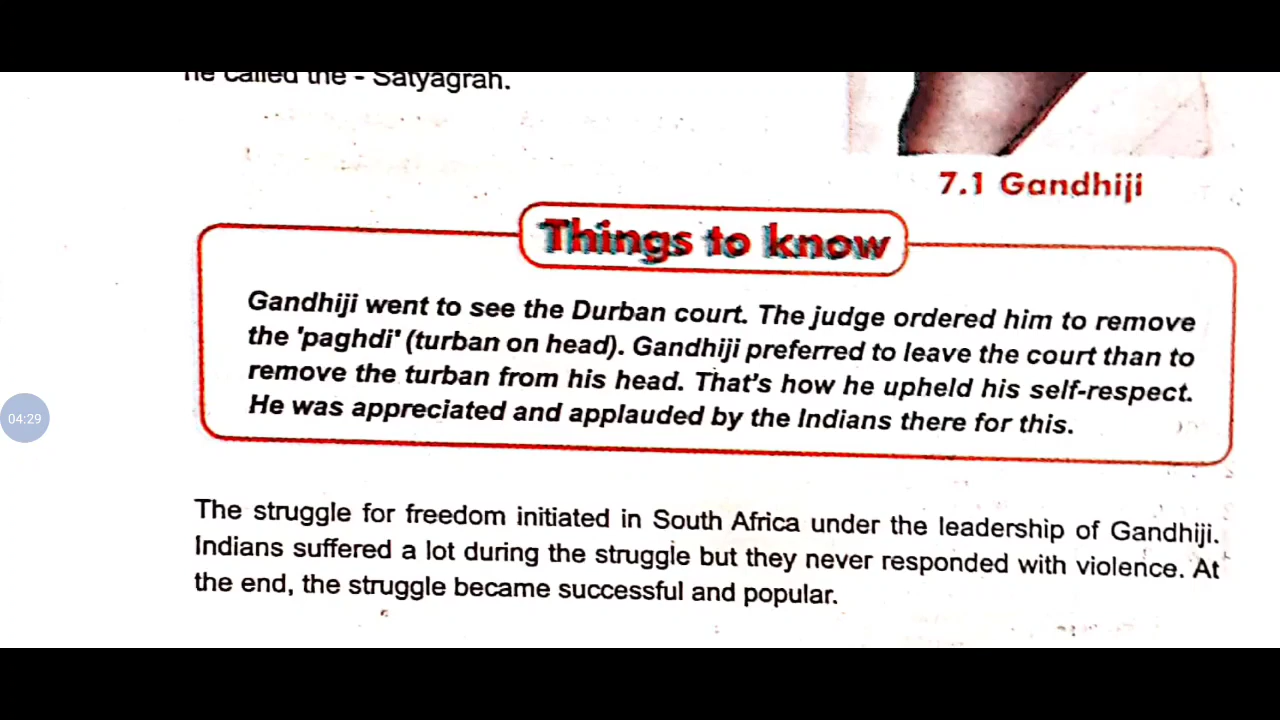 he called the - Satyagrah.
7.1 Gandhiji
Things to know
Gandhiji went to see the Durban court. The judge ordered him to remove
the 'paghdi' (turban on head). Gandhiji preferred to leave the court than to
remove the turban from his head. That's how he upheld his self-respect.
He was appreciated and applauded by the Indians there for this.
04:29
The struggle for freedom initiated in South Africa under the leadership of Gandhiji.
Indians suffered a lot during the struggle but they never responded with violence. At
the end, the struggle became successful and popular.